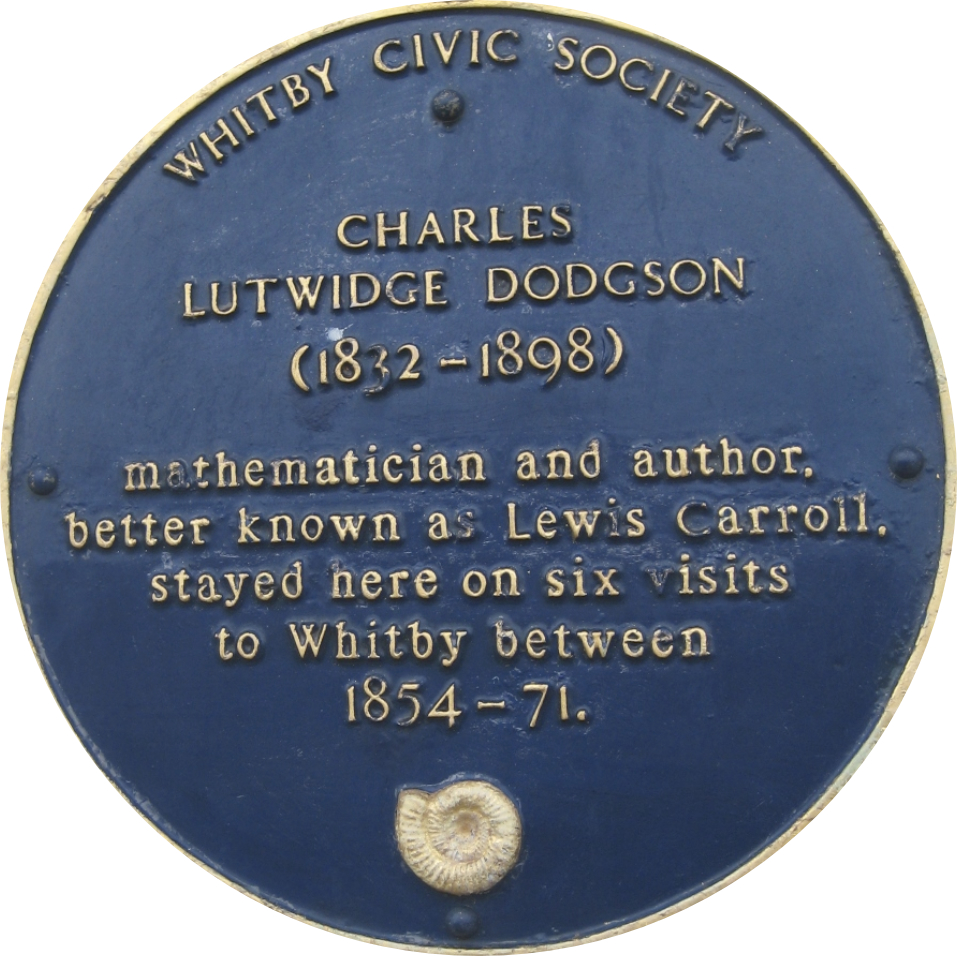 WHITBY CIVIC SOCIETY
CHARLES
LUTWIDGE DODGSON
(1832-1898)
mathematician and author,
better known as Lewis Carroll,
stayed here on six visits
to Whitby between
1854-71.